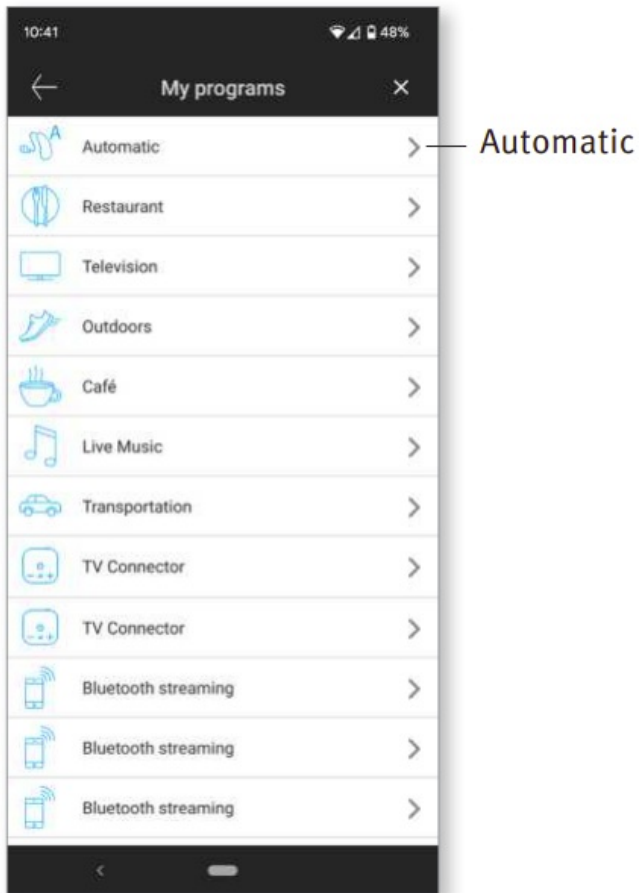 10:41 48%
My programs
A
Automatic
Automatic
Restaurant
Television
Outdoors
Café
Live Music
Transportation
TV Connector
TV Connector
Bluetooth streaming
Bluetooth streaming
Bluetooth streaming